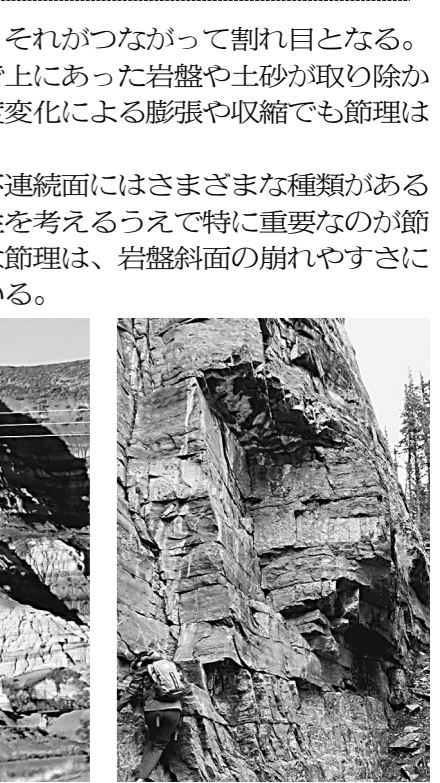 それがつながって割れ目となる。
で上にあった岩盤や土砂が取り除か
度変化による膨張や収縮でも節理は
不連続面にはさまざまな種類がある
性を考えるうえで特に重要なのが節
な節理は、岩盤斜面の崩れやすさに
いる。